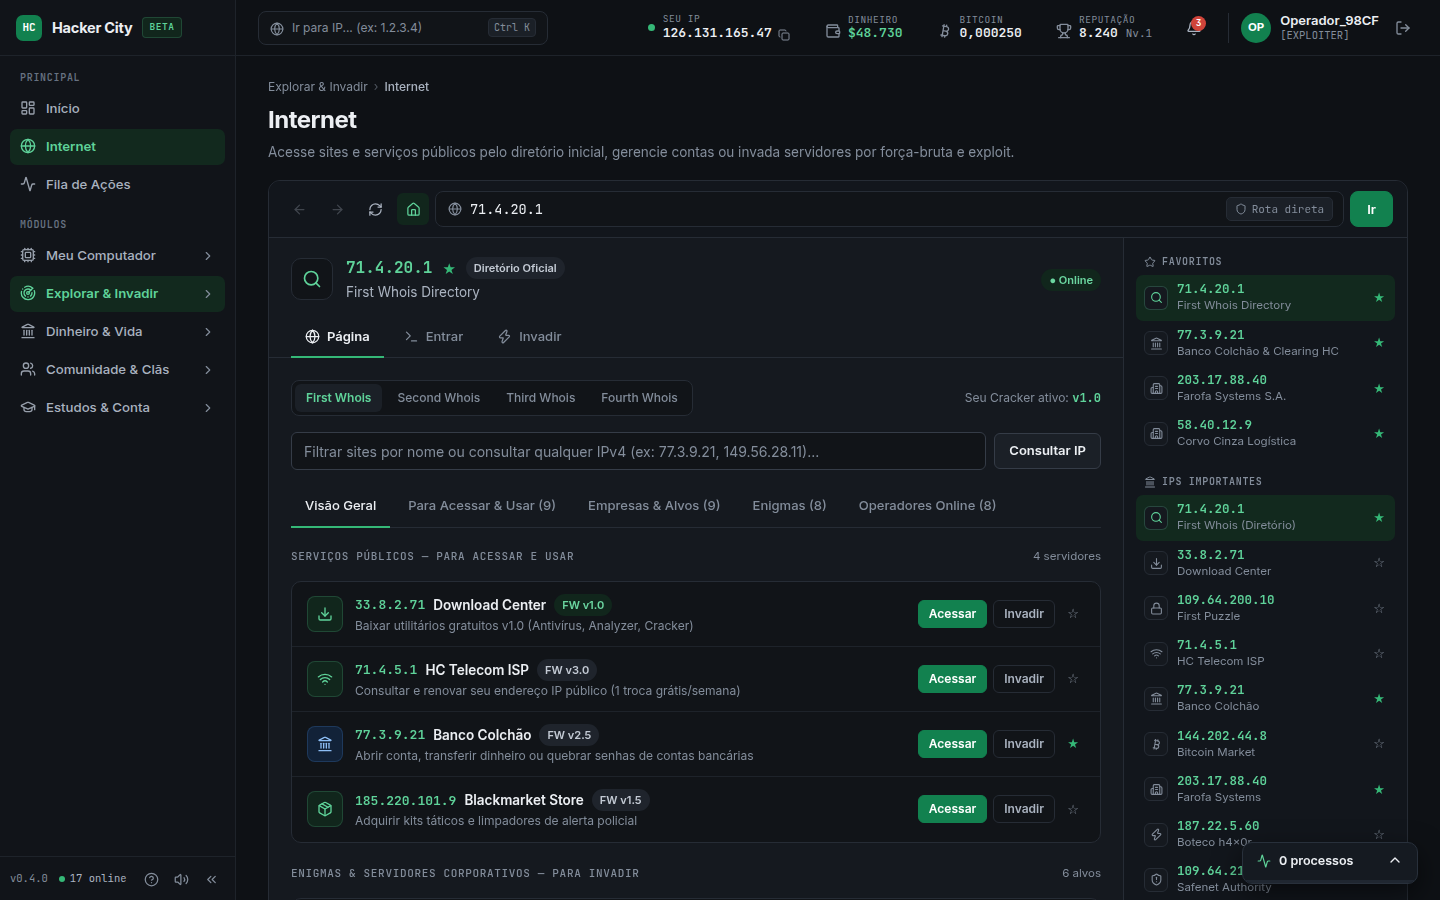 HC Hacker City BETA
Ir para IP... (ex: 1.2.3.4) Ctrl K
SEU IP
126.131.165.47
DINHEIRO
$48.730
BITCOIN
0,000250
REPUTAÇÃO
8.240 Nv.1
3
OP
Operador_98CF
[EXPLOITER]
PRINCIPAL
Início
Internet
Fila de Ações
MÓDULOS
Meu Computador
Explorar & Invadir
Dinheiro & Vida
Comunidade & Clãs
Estudos & Conta
v0.4.0 17 online
Explorar & Invadir › Internet
Internet
Acesse sites e serviços públicos pelo diretório inicial, gerencie contas ou invada servidores por força-bruta e exploit.
71.4.20.1 Rota direta Ir
71.4.20.1 ★ Diretório Oficial
First Whois Directory
● Online
Página Entrar Invadir
First Whois Second Whois Third Whois Fourth Whois
Seu Cracker ativo: v1.0
Filtrar sites por nome ou consultar qualquer IPv4 (ex: 77.3.9.21, 149.56.28.11)...
Consultar IP
Visão Geral Para Acessar & Usar (9) Empresas & Alvos (9) Enigmas (8) Operadores Online (8)
SERVIÇOS PÚBLICOS — PARA ACESSAR E USAR 4 servidores
33.8.2.71 Download Center FW v1.0
Baixar utilitários gratuitos v1.0 (Antivírus, Analyzer, Cracker)
Acessar Invadir ☆
71.4.5.1 HC Telecom ISP FW v3.0
Consultar e renovar seu endereço IP público (1 troca grátis/semana)
Acessar Invadir ☆
77.3.9.21 Banco Colchão FW v2.5
Abrir conta, transferir dinheiro ou quebrar senhas de contas bancárias
Acessar Invadir ★
185.220.101.9 Blackmarket Store FW v1.5
Adquirir kits táticos e limpadores de alerta policial
Acessar Invadir ☆
ENIGMAS & SERVIDORES CORPORATIVOS — PARA INVADIR 6 alvos
FAVORITOS
71.4.20.1
First Whois Directory ★
77.3.9.21
Banco Colchão & Clearing HC ★
203.17.88.40
Farofa Systems S.A. ★
58.40.12.9
Corvo Cinza Logística ★
IPS IMPORTANTES
71.4.20.1
First Whois (Diretório) ★
33.8.2.71
Download Center ☆
109.64.200.10
First Puzzle ☆
71.4.5.1
HC Telecom ISP ☆
77.3.9.21
Banco Colchão ★
144.202.44.8
Bitcoin Market ☆
203.17.88.40
Farofa Systems ★
187.22.5.60
Boteco h4x0r ☆
109.64.21
Safenet Authority
0 processos